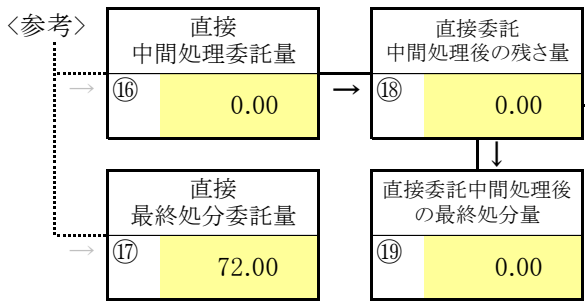 <参考>
直接
中間処理委託量
→
⑯
0.00
→
直接委託
中間処理後の残さ量
⑱
0.00
↓
直接
最終処分委託量
→
⑰
72.00
直接委託中間処理後
の最終処分量
⑲
0.00